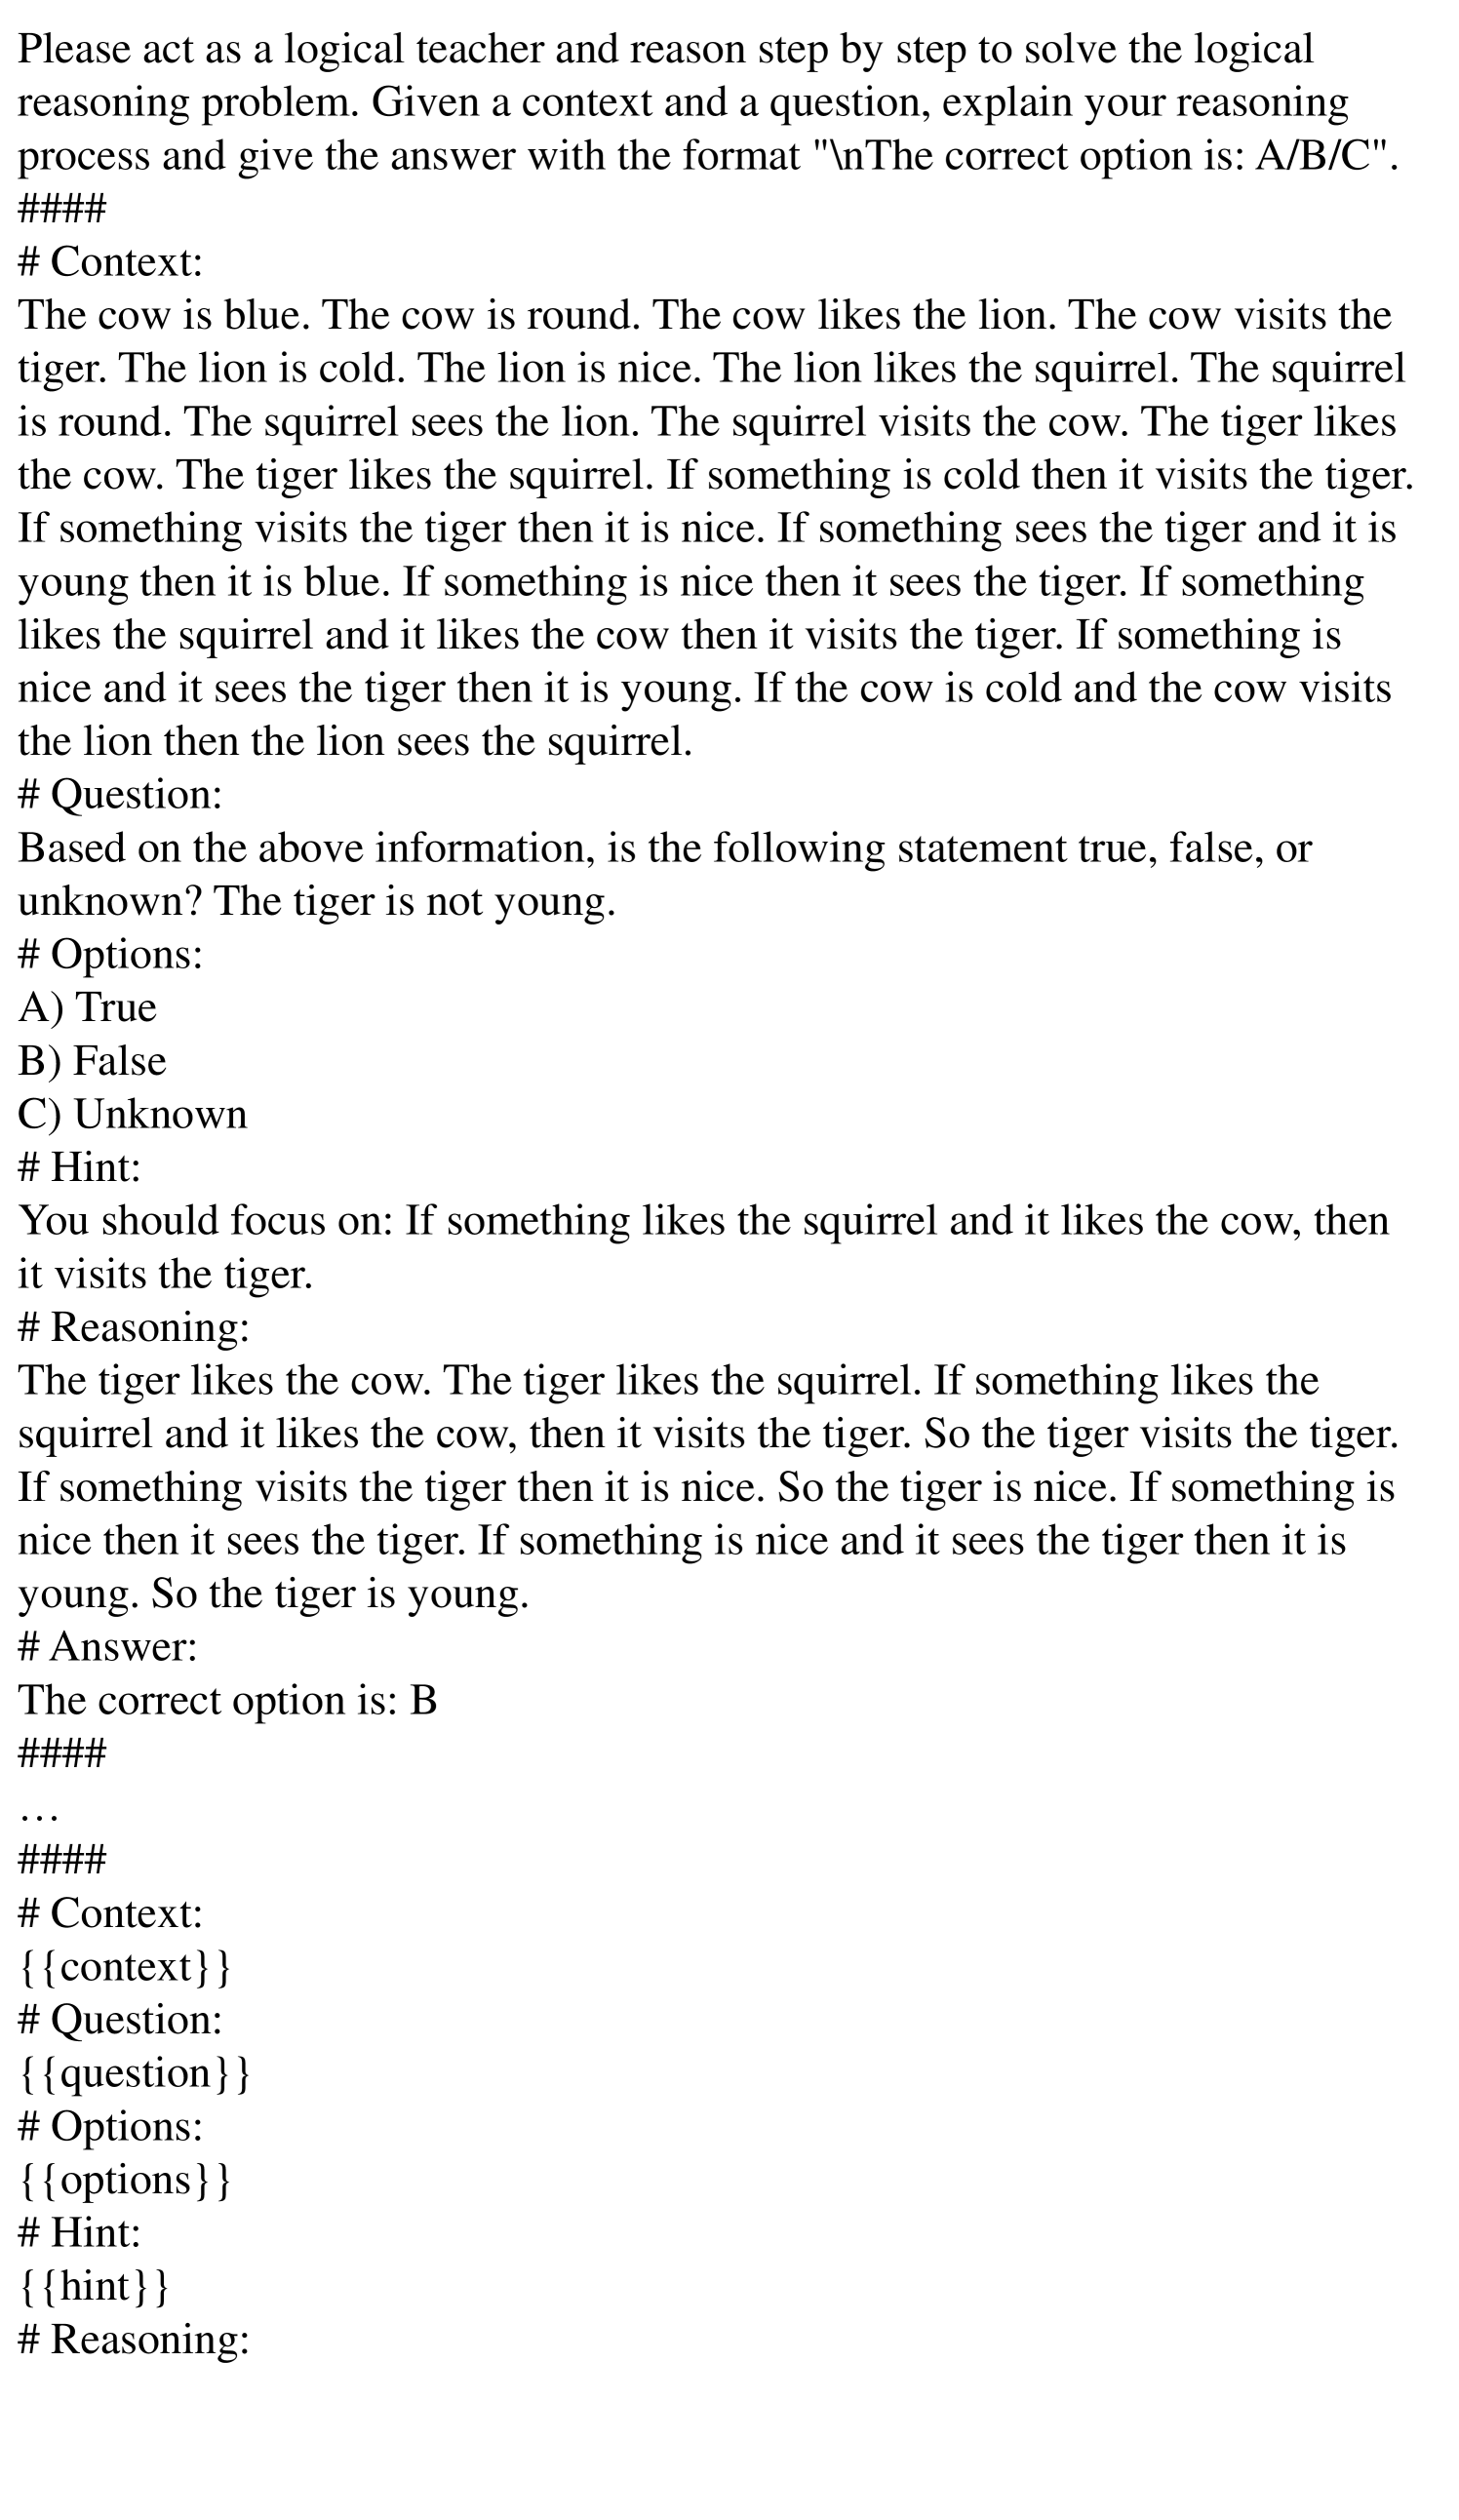 Please act as a logical teacher and reason step by step to solve the logical
reasoning problem. Given a context and a question, explain your reasoning
process and give the answer with the format "\nThe correct option is: A/B/C".
####
# Context:
The cow is blue. The cow is round. The cow likes the lion. The cow visits the
tiger. The lion is cold. The lion is nice. The lion likes the squirrel. The squirrel
is round. The squirrel sees the lion. The squirrel visits the cow. The tiger likes
the cow. The tiger likes the squirrel. If something is cold then it visits the tiger.
If something visits the tiger then it is nice. If something sees the tiger and it is
young then it is blue. If something is nice then it sees the tiger. If something
likes the squirrel and it likes the cow then it visits the tiger. If something is
nice and it sees the tiger then it is young. If the cow is cold and the cow visits
the lion then the lion sees the squirrel.
# Question:
Based on the above information, is the following statement true, false, or
unknown? The tiger is not young.
# Options:
A) True
B) False
C) Unknown
# Hint:
You should focus on: If something likes the squirrel and it likes the cow, then
it visits the tiger.
# Reasoning:
The tiger likes the cow. The tiger likes the squirrel. If something likes the
squirrel and it likes the cow, then it visits the tiger. So the tiger visits the tiger.
If something visits the tiger then it is nice. So the tiger is nice. If something is
nice then it sees the tiger. If something is nice and it sees the tiger then it is
young. So the tiger is young.
# Answer:
The correct option is: B
####
…
####
# Context:
{{context}}
# Question:
{{question}}
# Options:
{{options}}
# Hint:
{{hint}}
# Reasoning: